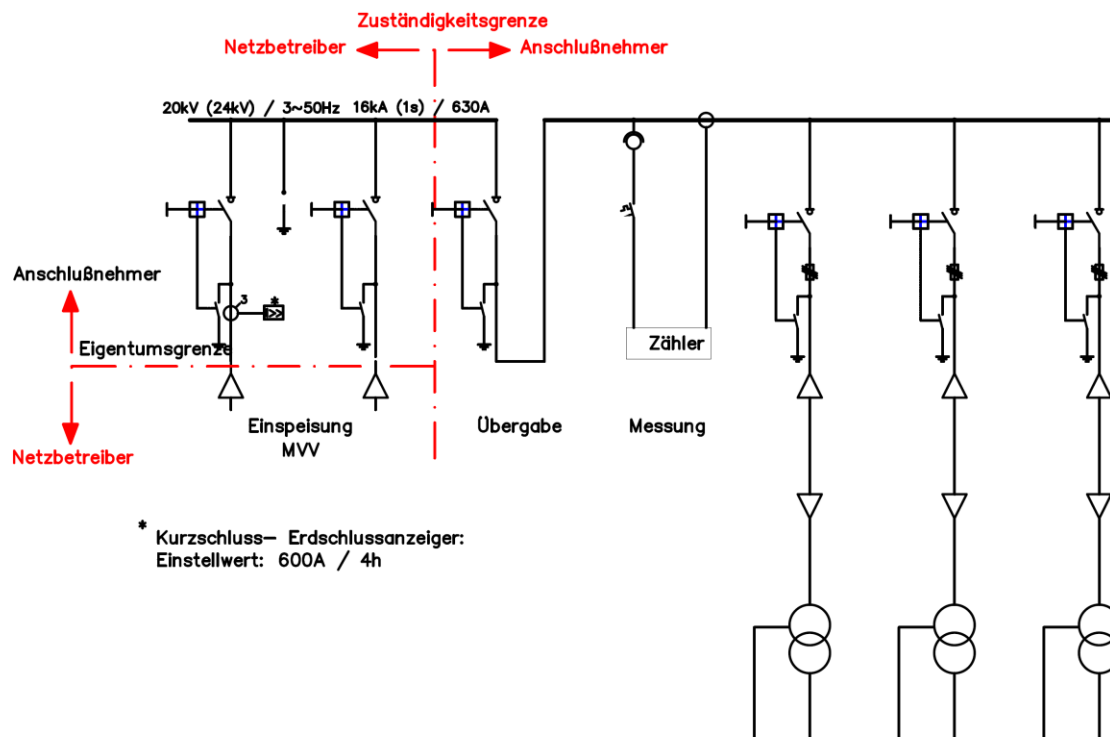 Zuständigkeitsgrenze
Netzbetreiber
Anschlußnehmer
20kV (24kV) / 3~50Hz 16kA (1s) / 630A
Anschlußnehmer
3
*
Eigentumsgrenze
Zähler
Netzbetreiber
Einspeisung
MVV
Übergabe
Messung
* Kurzschluss- Erdschlussanzeiger:
Einstellwert: 600A / 4h